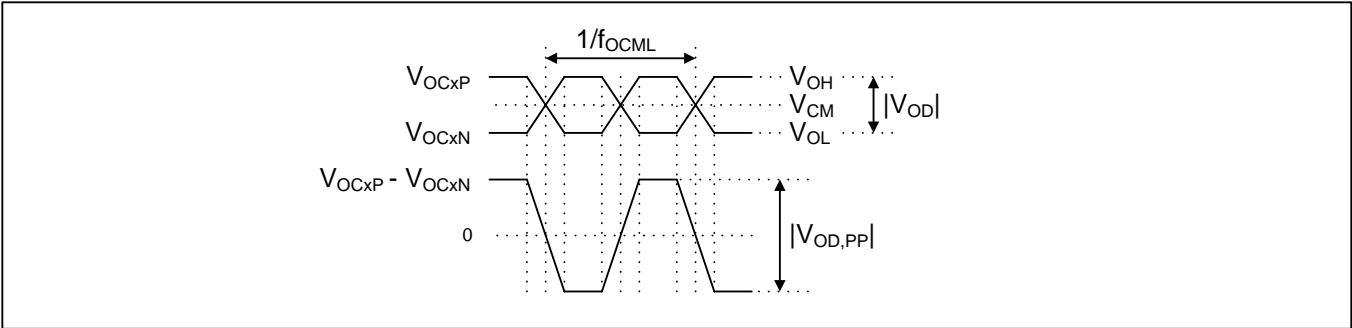 1/fOCML
VOCxP
VOH
VCM
|VOD|
VOCxN
VOL
VOCxP - VOCxN
0
|VOD,PP|